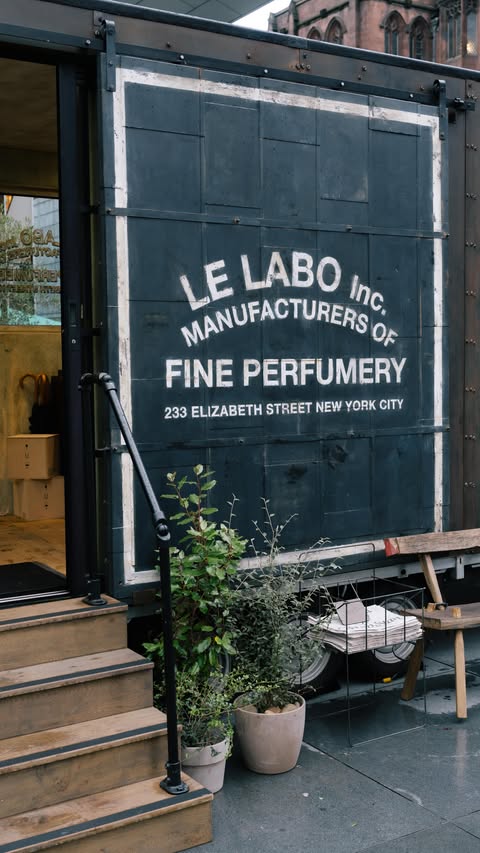 LE LABO Inc.
MANUFACTURERS OF
FINE PERFUMERY
233 ELIZABETH STREET NEW YORK CITY